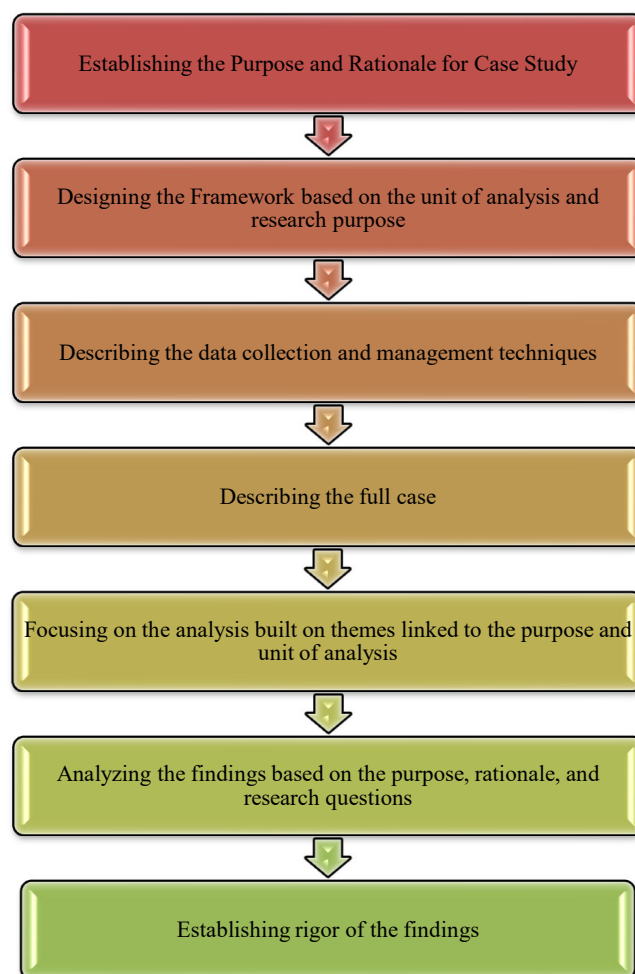 Establishing the Purpose and Rationale for Case Study
Designing the Framework based on the unit of analysis and
research purpose
Describing the data collection and management techniques
Describing the full case
Focusing on the analysis built on themes linked to the purpose and
unit of analysis
Analyzing the findings based on the purpose, rationale, and
research questions
Establishing rigor of the findings